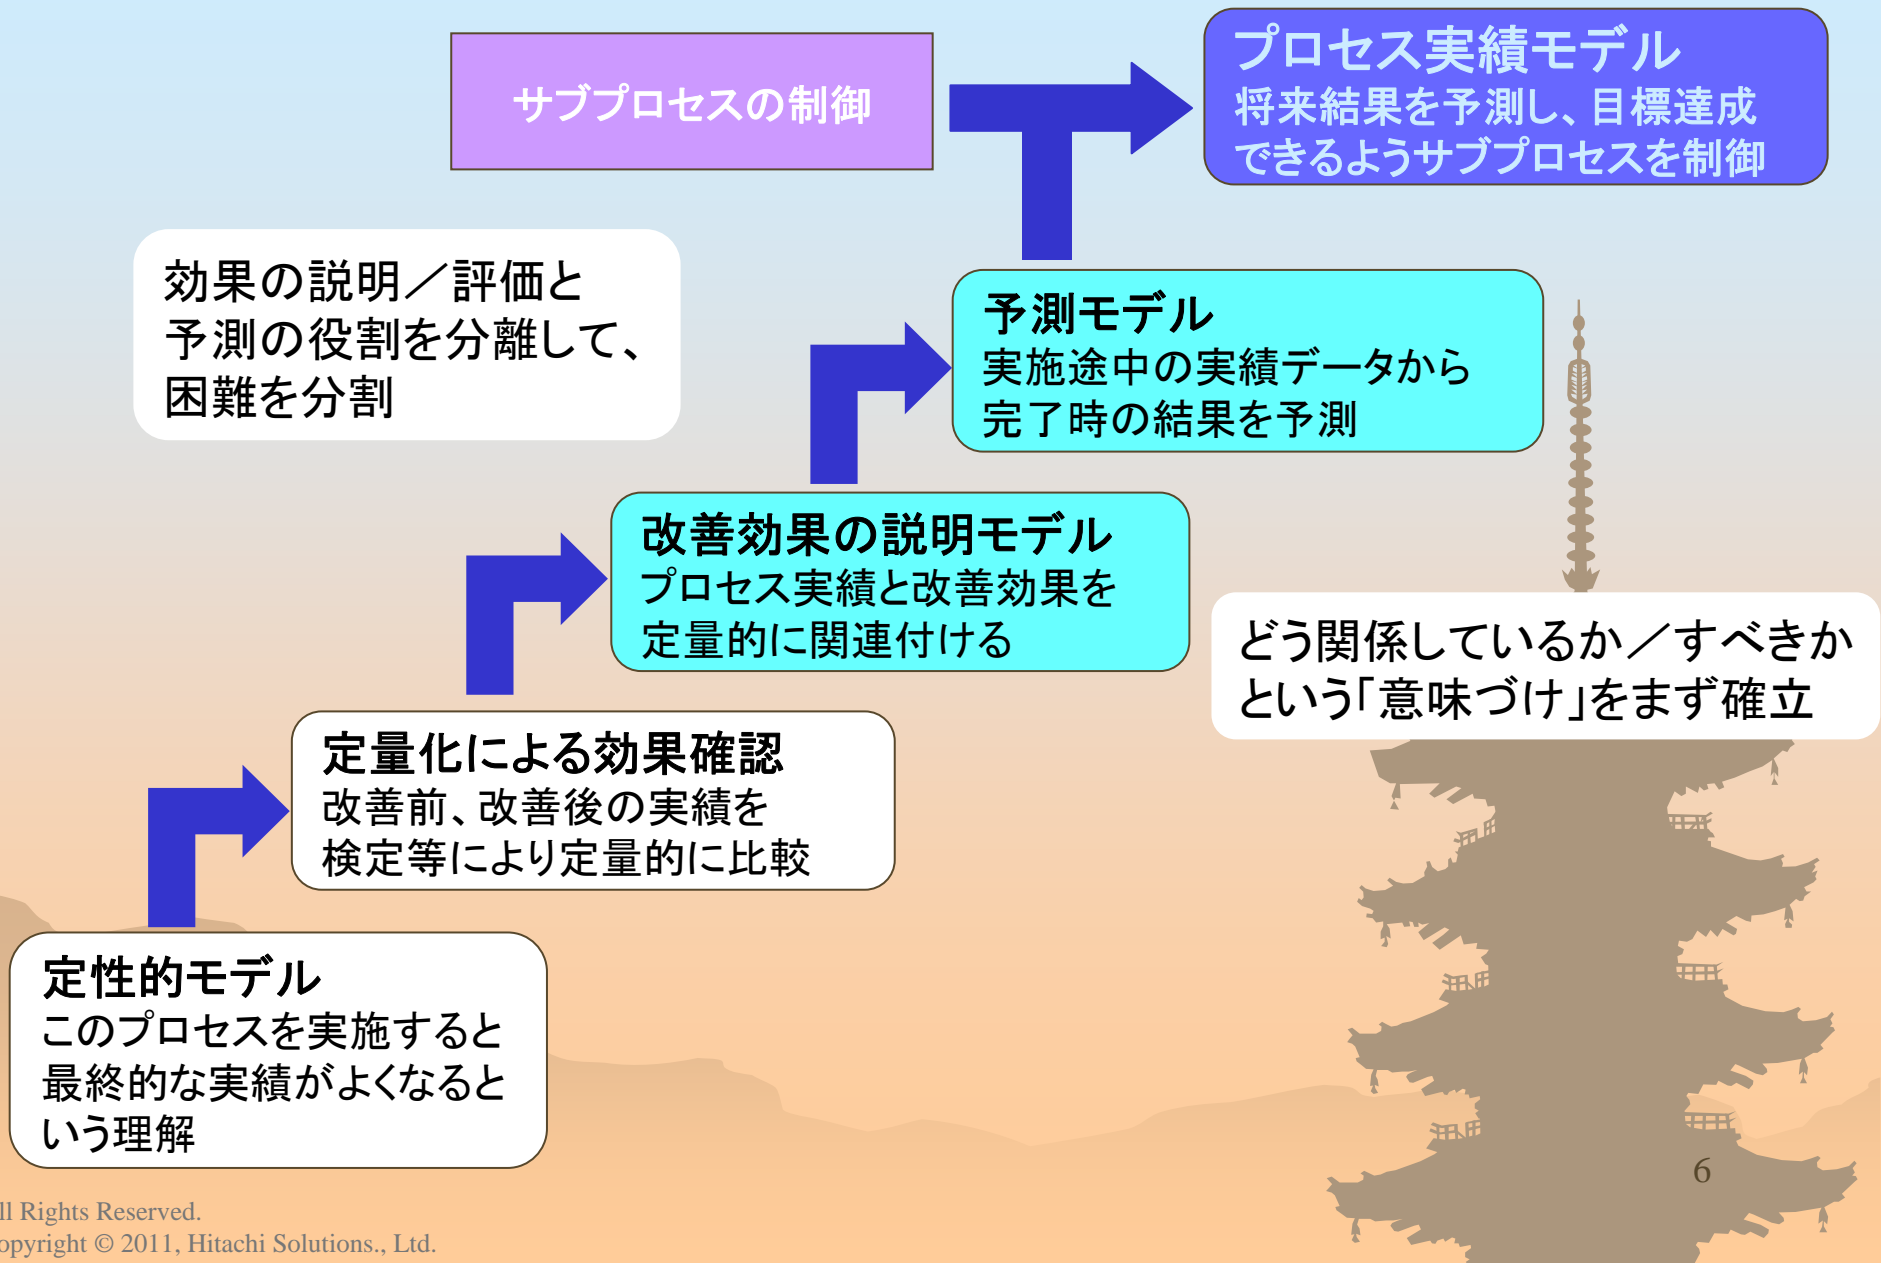 サブプロセスの制御
プロセス実績モデル
将来結果を予測し、目標達成
できるようサブプロセスを制御
効果の説明／評価と
予測の役割を分離して、
困難を分割
予測モデル
実施途中の実績データから
完了時の結果を予測
改善効果の説明モデル
プロセス実績と改善効果を
定量的に関連付ける
どう関係しているか／すべきか
という「意味づけ」をまず確立
定量化による効果確認
改善前、改善後の実績を
検定等により定量的に比較
定性的モデル
このプロセスを実施すると
最終的な実績がよくなると
いう理解
6
ll Rights Reserved.
opyright © 2011, Hitachi Solutions., Ltd.